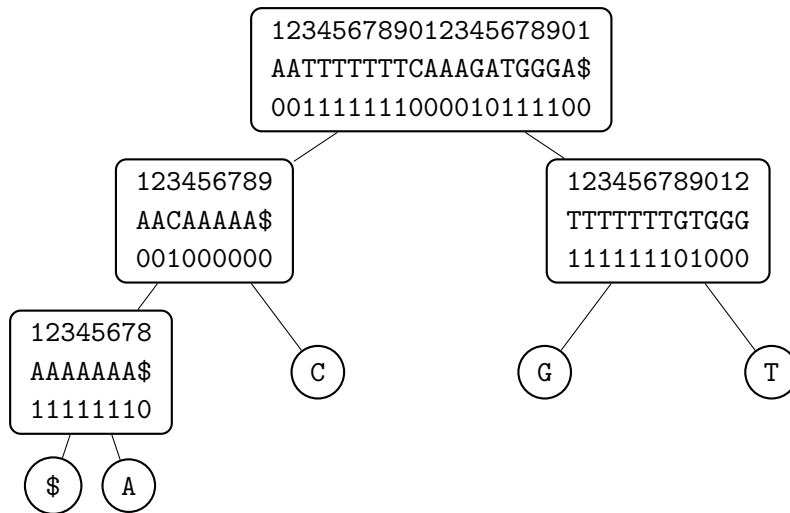 123456789012345678901
AATTTTTTTCAAAGATGGGA$
001111111000010111100
123456789
AACAAAAA$
001000000
123456789012
TTTTTTTGTGGG
111111101000
12345678
AAAAAAA$
11111110
C
G
T
$
A